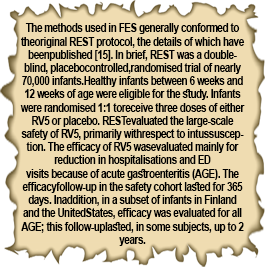 The methods used in FES generally conformed to
theoriginal REST protocol, the details of which have
beenpublished [15]. In brief, REST was a double-
blind, placebocontrolled,randomised trial of nearly
70,000 infants.Healthy infants between 6 weeks and
12 weeks of age were eligible for the study. Infants
were randomised 1:1 toreceive three doses of either
RV5 or placebo. RESTevaluated the large-scale
safety of RV5, primarily withrespect to intussuscep-
tion. The efficacy of RV5 wasevaluated mainly for
reduction in hospitalisations and ED
visits because of acute gastroenteritis (AGE). The
efficacyfollow-up in the safety cohort lasted for 365
days. Inaddition, in a subset of infants in Finland
and the UnitedStates, efficacy was evaluated for all
AGE; this follow-uplasted, in some subjects, up to 2
years.